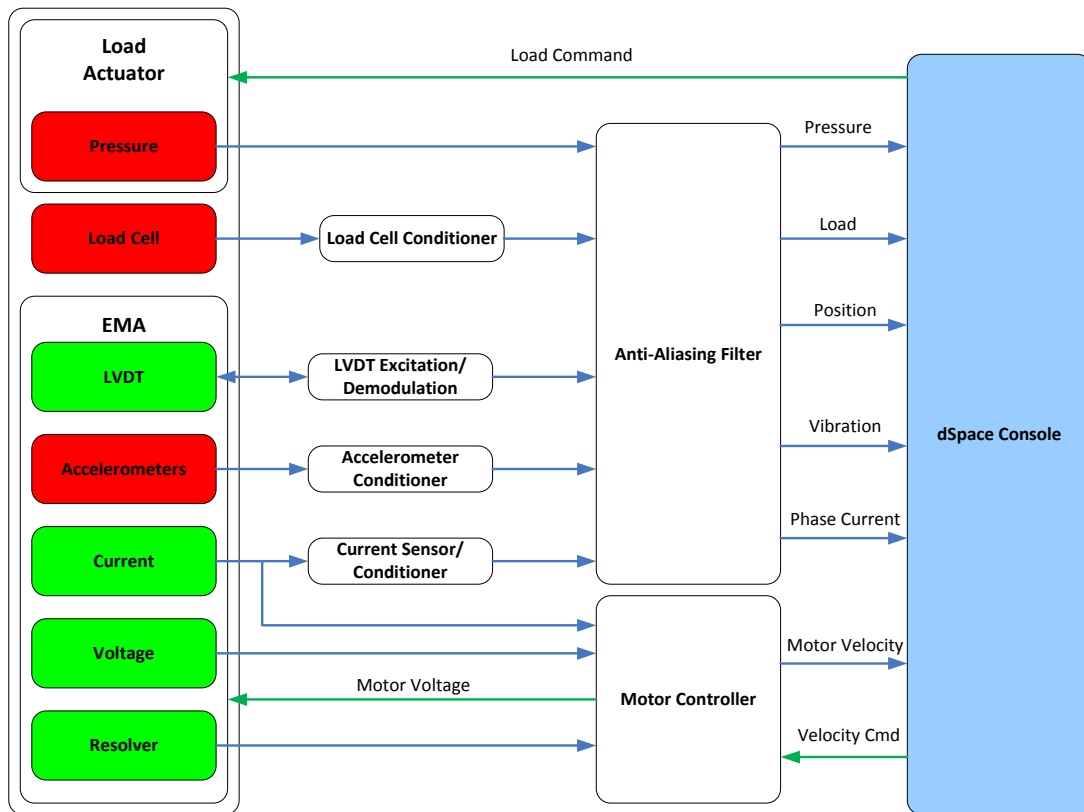 Load
Actuator
Load Command
Pressure
Pressure
Load Cell
Load Cell Conditioner
Load
EMA
Position
LVDT
LVDT Excitation/
Demodulation
Anti-Aliasing Filter
Accelerometers
Accelerometer
Conditioner
Vibration
dSpace Console
Current
Current Sensor/
Conditioner
Phase Current
Voltage
Motor Voltage
Motor Controller
Motor Velocity
Resolver
Velocity Cmd